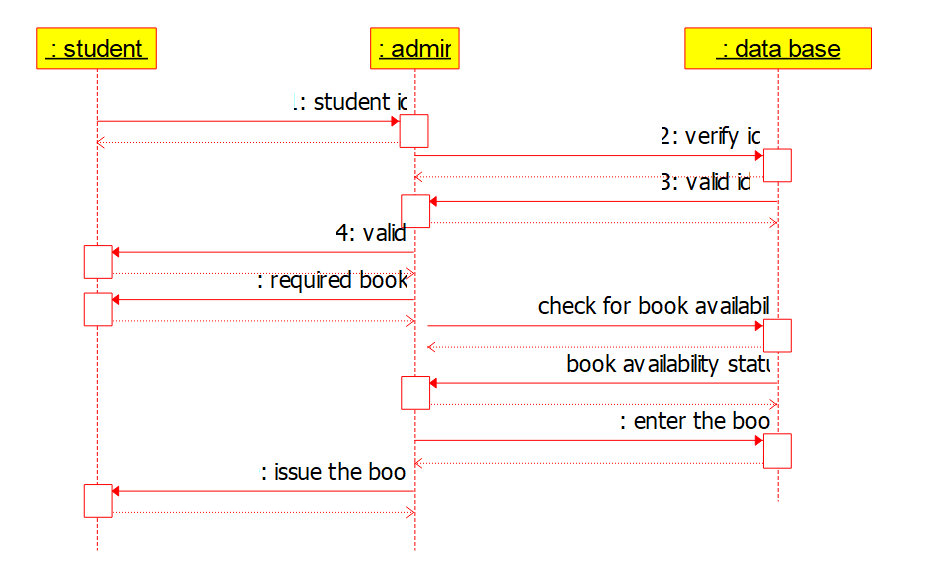 : student
: admin
: data base
1: student id
2: verify id
3: valid id
4: valid
: required book
check for book availabil
book availability statu
: enter the boo
: issue the boo